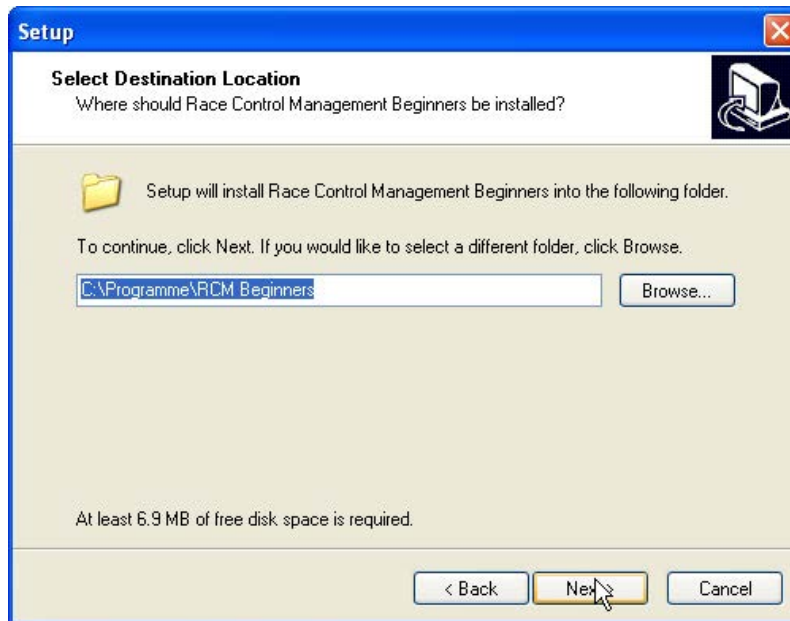 Setup
Select Destination Location
Where should Race Control Management Beginners be installed?
Setup will install Race Control Management Beginners into the following folder.
To continue, click Next. If you would like to select a different folder, click Browse.
C:\Programme\RCM Beginners
Browse...
At least 6.9 MB of free disk space is required.
< Back
Next >
Cancel